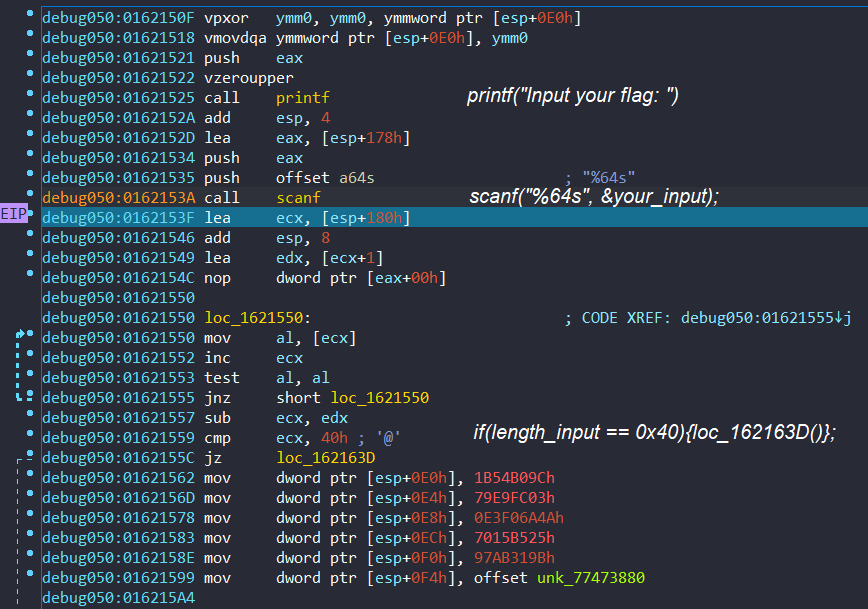 debug050:0162150F vpxor ymm0, ymm0, ymmword ptr [esp+0E0h]
debug050:01621518 vmovdqa ymmword ptr [esp+0E0h], ymm0
debug050:01621521 push eax
debug050:01621522 vzeroupper
debug050:01621525 call printf printf("Input your flag: ")
debug050:0162152A add esp, 4
debug050:0162152D lea eax, [esp+178h]
debug050:01621534 push eax
debug050:01621535 push offset a64s ; "%64s"
debug050:0162153A call scanf scanf("%64s", &your_input);
EIP debug050:0162153F lea ecx, [esp+180h]
debug050:01621546 add esp, 8
debug050:01621549 lea edx, [ecx+1]
debug050:0162154C nop dword ptr [eax+00h]
debug050:01621550
debug050:01621550 loc_1621550: ; CODE XREF: debug050:01621555↓j
debug050:01621550 mov al, [ecx]
debug050:01621552 inc ecx
debug050:01621553 test al, al
debug050:01621555 jnz short loc_1621550
debug050:01621557 sub ecx, edx
debug050:01621559 cmp ecx, 40h ; '@' if(length_input == 0x40){loc_162163D()};
debug050:0162155C jz loc_162163D
debug050:01621562 mov dword ptr [esp+0E0h], 1B54B09Ch
debug050:0162156D mov dword ptr [esp+0E4h], 79E9FC03h
debug050:01621578 mov dword ptr [esp+0E8h], 0E3F06A4Ah
debug050:01621583 mov dword ptr [esp+0ECh], 7015B525h
debug050:0162158E mov dword ptr [esp+0F0h], 97AB319Bh
debug050:01621599 mov dword ptr [esp+0F4h], offset unk_77473880
debug050:016215A4